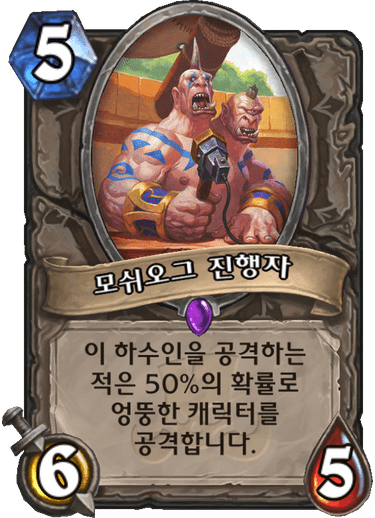 5
모쉬오그 진행자
이 하수인을 공격하는
적은 50%의 확률로
엉뚱한 캐릭터를
공격합니다.
6
5